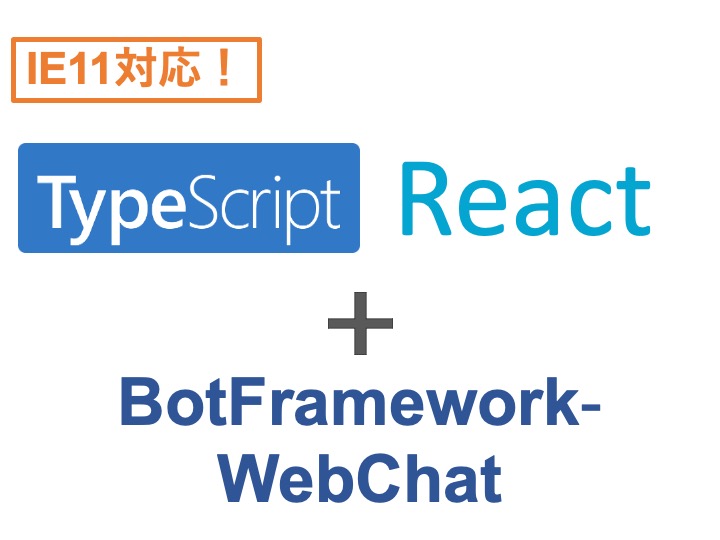 IE11対応！
TypeScript React
+
BotFramework-
WebChat